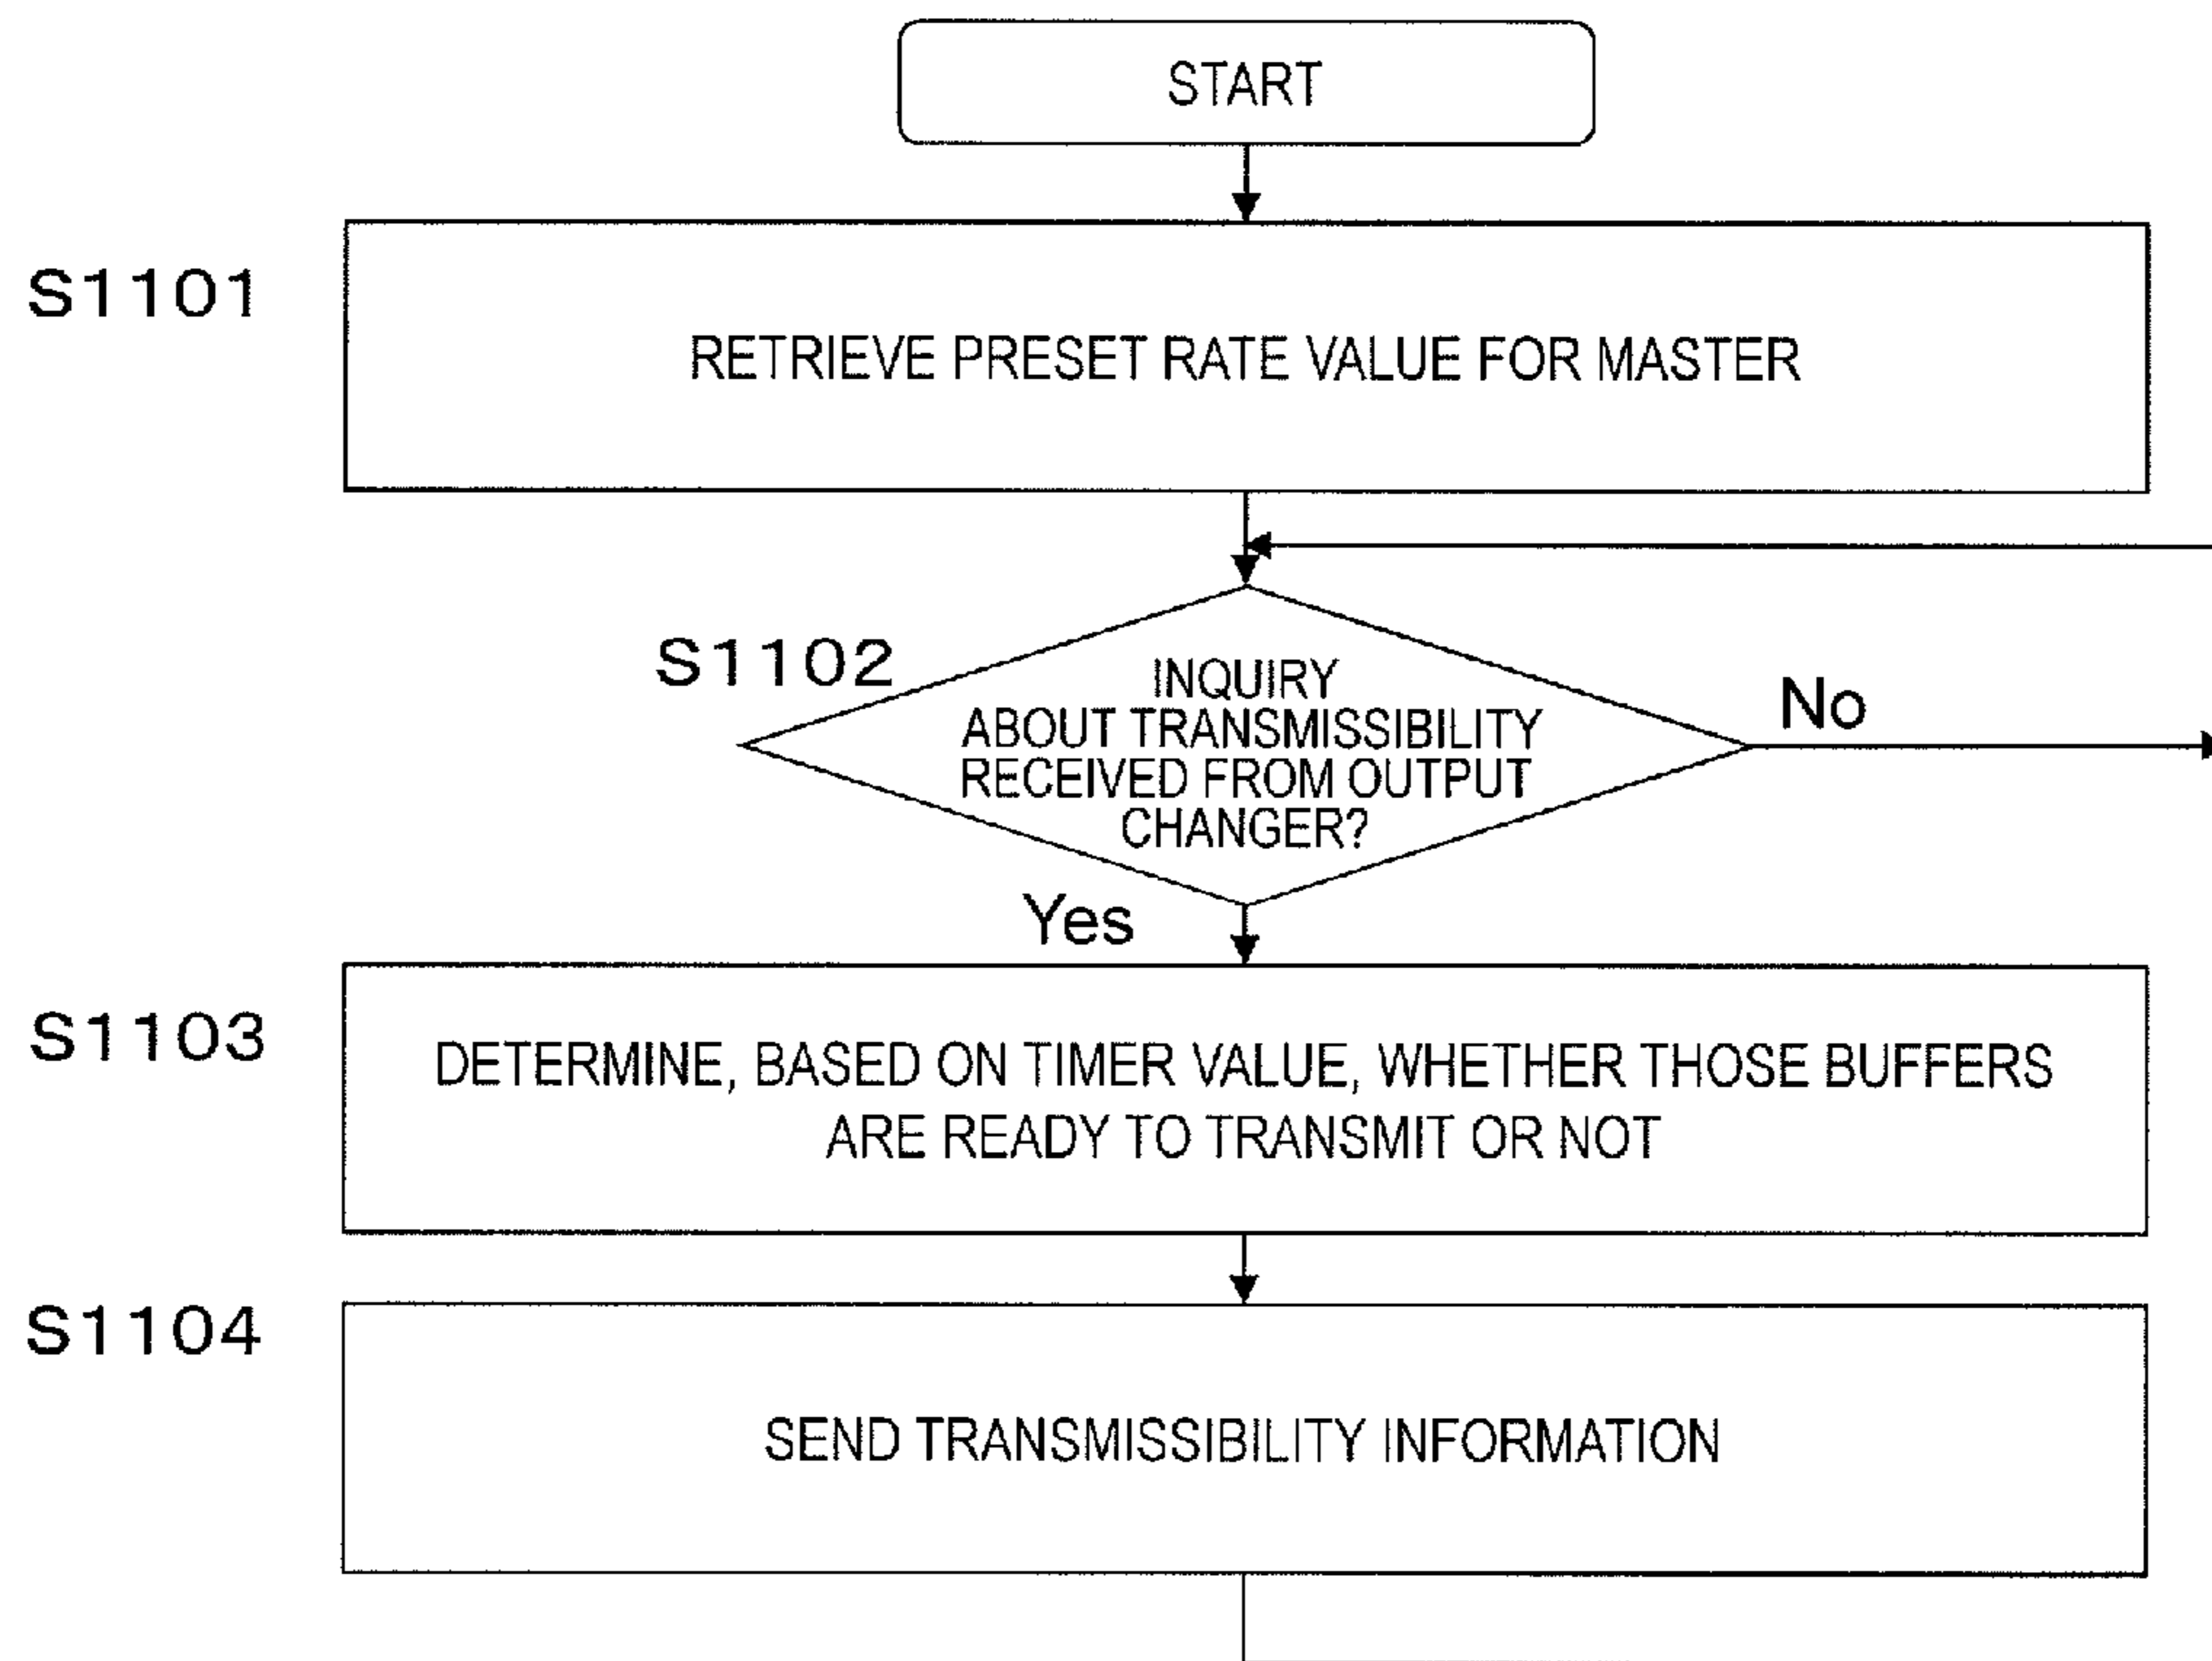 START
S1101
RETRIEVE PRESET RATE VALUE FOR MASTER
S1102
INQUIRY
ABOUT TRANSMISSIBILITY
RECEIVED FROM OUTPUT
CHANGER?
No
Yes
S1103
DETERMINE, BASED ON TIMER VALUE, WHETHER THOSE BUFFERS
ARE READY TO TRANSMIT OR NOT
S1104
SEND TRANSMISSIBILITY INFORMATION